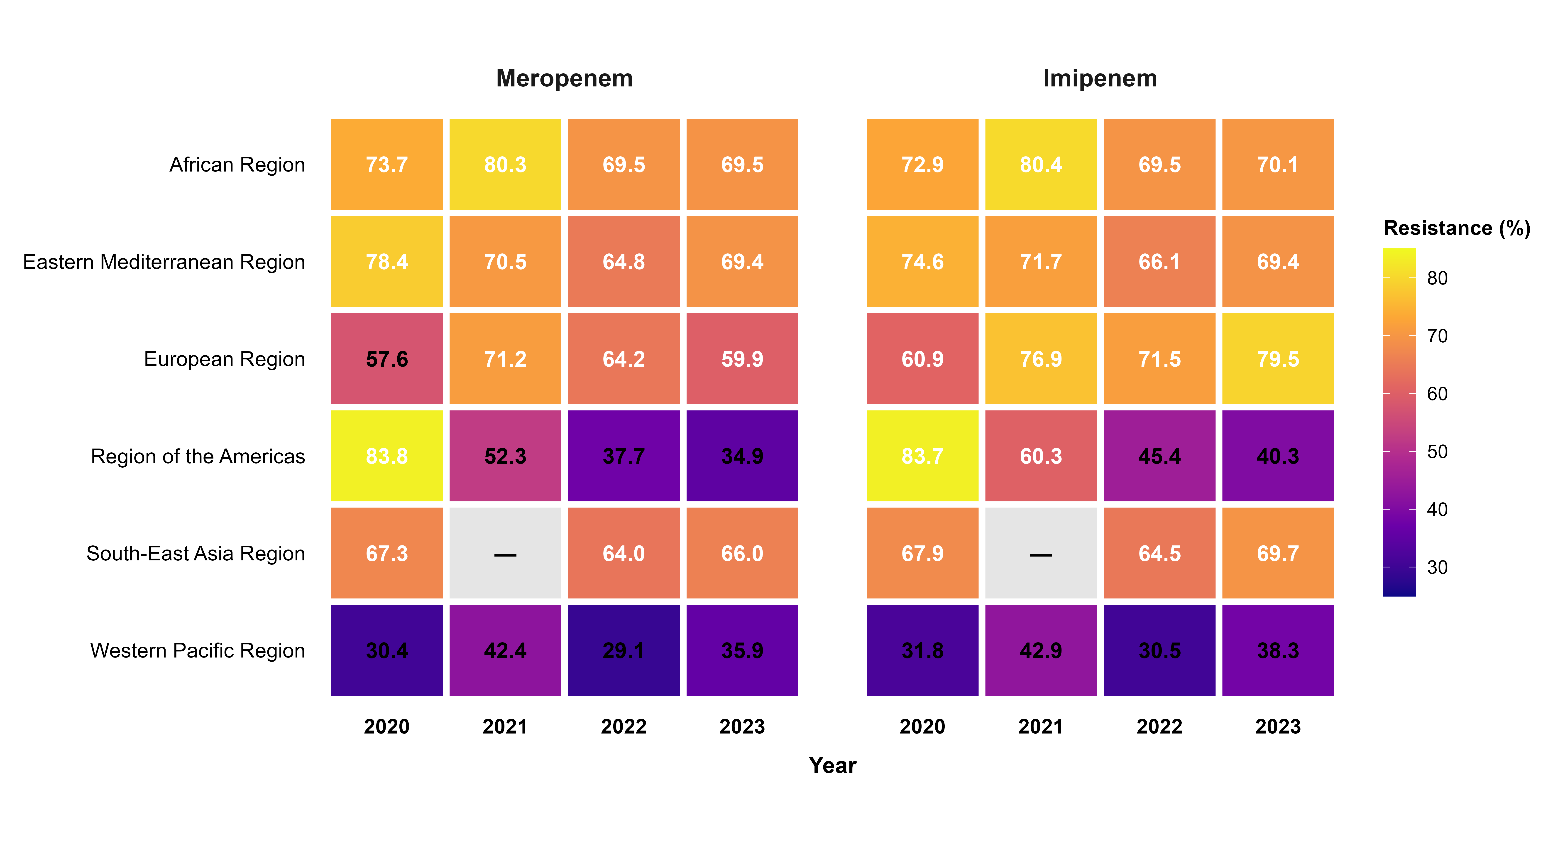 Meropenem Imipenem
African Region 73.7 80.3 69.5 69.5 72.9 80.4 69.5 70.1
Resistance (%)
Eastern Mediterranean Region 78.4 70.5 64.8 69.4 74.6 71.7 66.1 69.4
80
70
European Region 57.6 71.2 64.2 59.9 60.9 76.9 71.5 79.5
60
Region of the Americas 83.8 52.3 37.7 34.9 83.7 60.3 45.4 40.3
50
40
South-East Asia Region 67.3 — 64.0 66.0 67.9 — 64.5 69.7
30
Western Pacific Region 30.4 42.4 29.1 35.9 31.8 42.9 30.5 38.3
2020 2021 2022 2023 2020 2021 2022 2023
Year